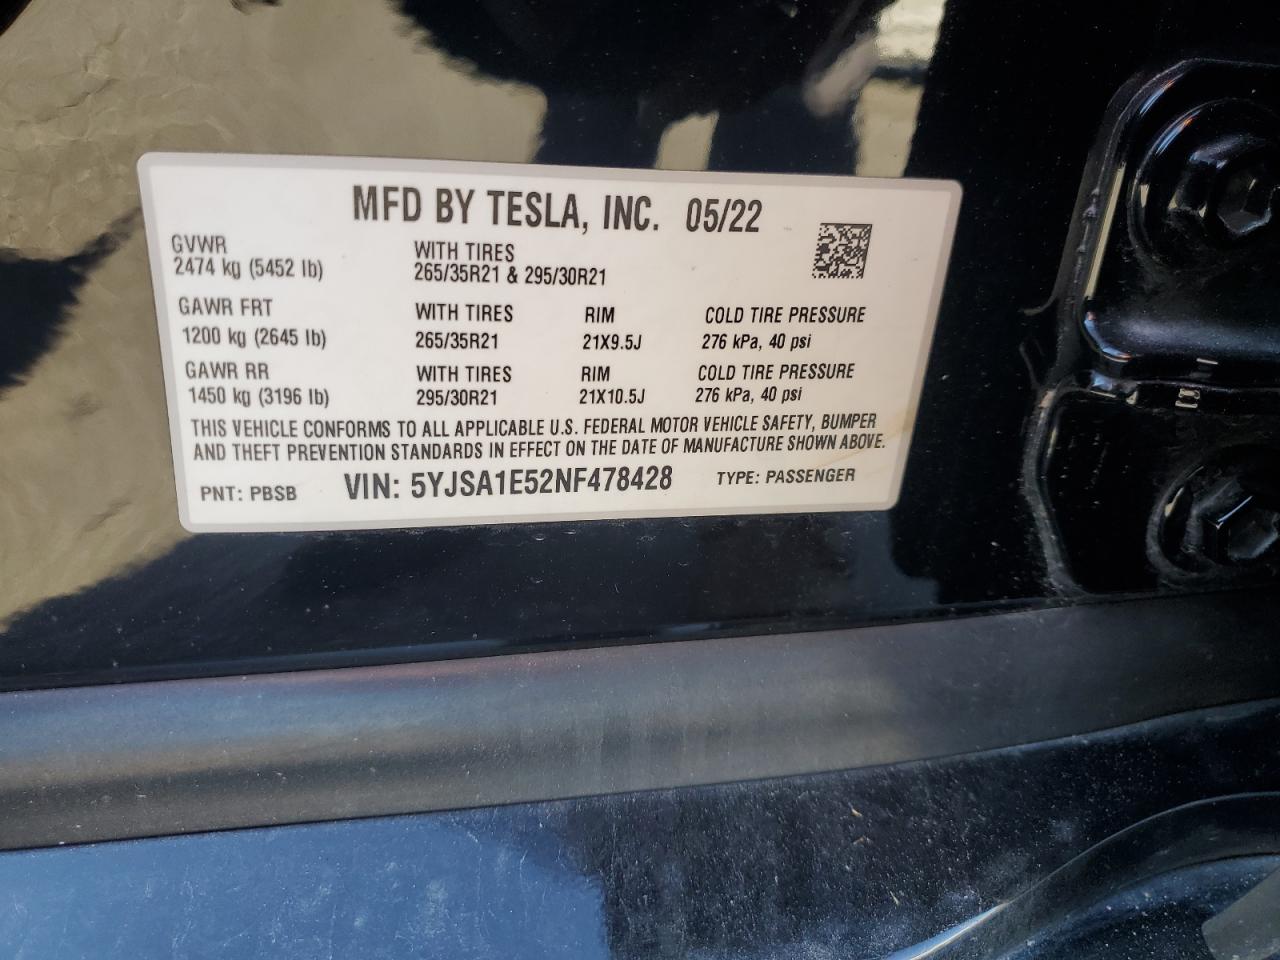 MFD BY TESLA, INC. 05/22
GVWR WITH TIRES
2474 kg (5452 lb) 265/35R21 & 295/30R21
GAWR FRT WITH TIRES RIM COLD TIRE PRESSURE
1200 kg (2645 lb) 265/35R21 21X9.5J 276 kPa, 40 psi
GAWR RR WITH TIRES RIM COLD TIRE PRESSURE
1450 kg (3196 lb) 295/30R21 21X10.5J 276 kPa, 40 psi
THIS VEHICLE CONFORMS TO ALL APPLICABLE U.S. FEDERAL MOTOR VEHICLE SAFETY, BUMPER
AND THEFT PREVENTION STANDARDS IN EFFECT ON THE DATE OF MANUFACTURE SHOWN ABOVE.
PNT: PBSB VIN: 5YJSA1E52NF478428 TYPE: PASSENGER